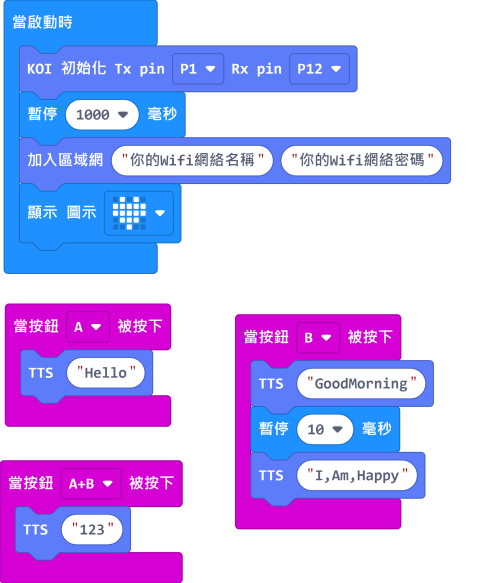 當啟動時
KOI 初始化 Tx pin P1 Rx pin P12
暫停 1000 毫秒
加入區域網 "你的Wifi網絡名稱" "你的Wifi網絡密碼"
顯示 圖示
當按鈕 A 被按下
TTS "Hello"
當按鈕 B 被按下
TTS "GoodMorning"
暫停 10 毫秒
TTS "I,Am,Happy"
當按鈕 A+B 被按下
TTS "123"